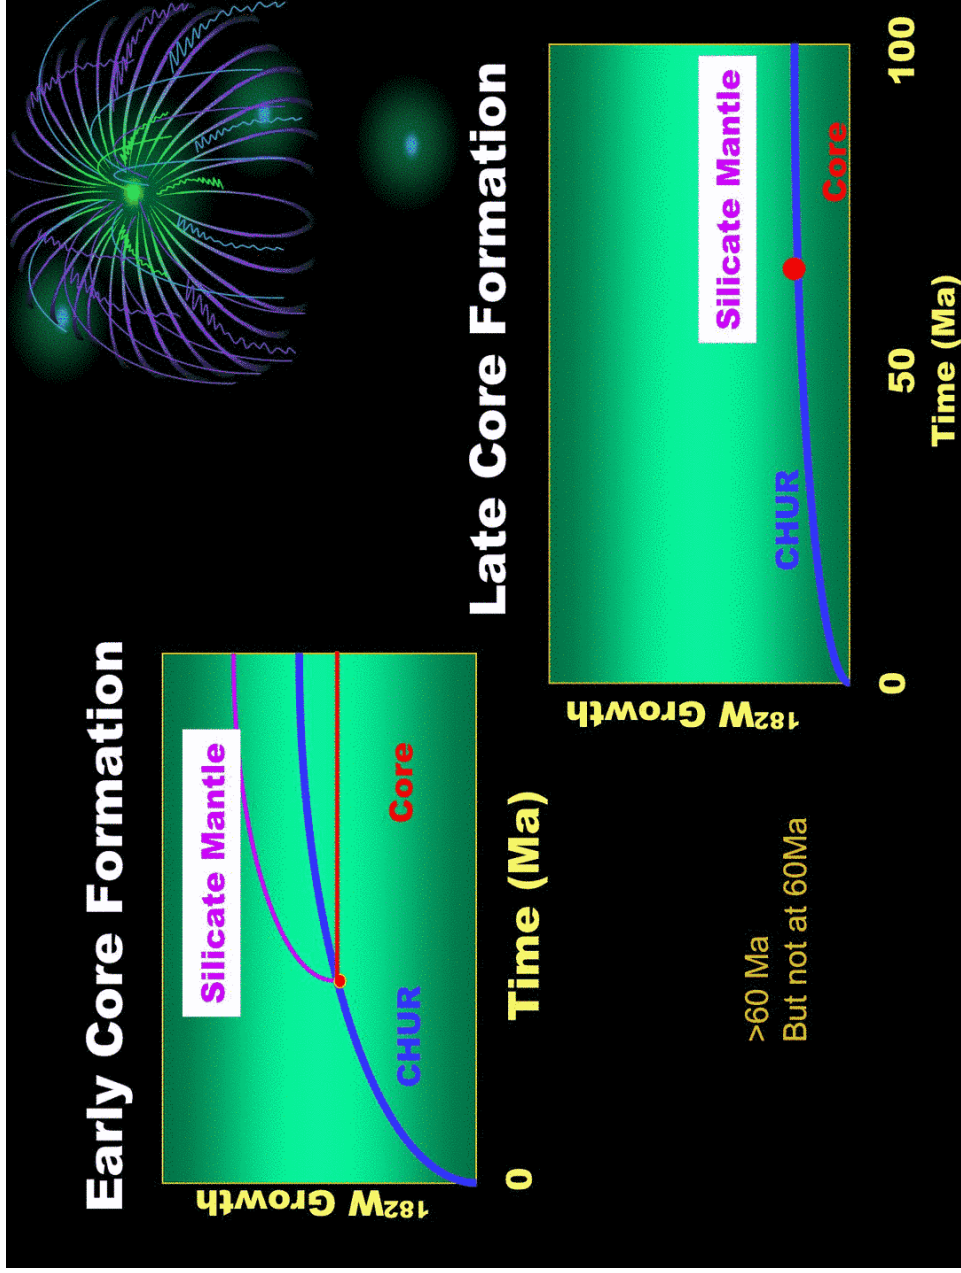 Early Core Formation
¹⁸²W Growth
Silicate Mantle
CHUR
Core
0
Time (Ma)
Late Core Formation
¹⁸²W Growth
Silicate Mantle
CHUR
Core
0
50
100
Time (Ma)
>60 Ma
But not at 60Ma